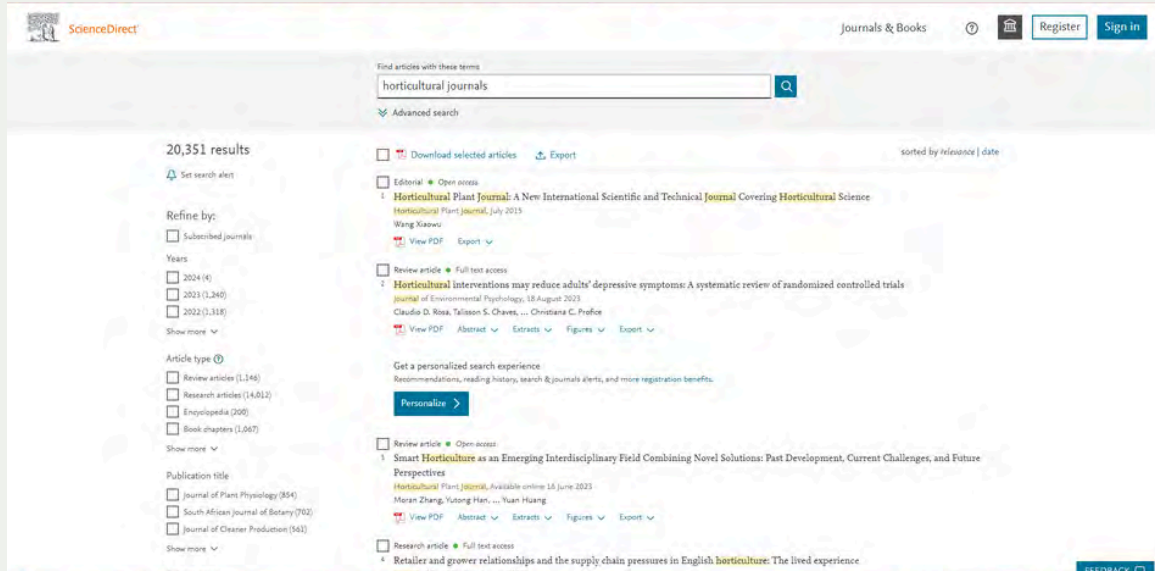 ScienceDirect
Journals & Books
Register
Sign in
Find articles with these terms
horticultural journals
Advanced search
20,351 results
Set search alert
Refine by:
Subscribed journals
Years
2024 (4)
2023 (1,240)
2022 (1,318)
Show more
Article type
Review articles (1,146)
Research articles (14,012)
Encyclopedia (200)
Book chapters (1,067)
Show more
Publication title
Journal of Plant Physiology (854)
South African Journal of Botany (702)
Journal of Cleaner Production (561)
Show more
Download selected articles Export
sorted by relevance | date
Editorial Open access
1 Horticultural Plant Journal: A New International Scientific and Technical Journal Covering Horticultural Science
Horticultural Plant Journal, July 2015
Wang Xiaowu
View PDF Export
Review article Full text access
2 Horticultural interventions may reduce adults' depressive symptoms: A systematic review of randomized controlled trials
Journal of Environmental Psychology, 18 August 2023
Claudio D. Rosa, Talisson S. Chaves, ... Christiana C. Profice
View PDF Abstract Extracts Figures Export
Get a personalized search experience
Recommendations, reading history, search & journals alerts, and more registration benefits.
Personalize
Review article Open access
3 Smart Horticulture as an Emerging Interdisciplinary Field Combining Novel Solutions: Past Development, Current Challenges, and Future
Perspectives
Horticultural Plant Journal, Available online 16 June 2023
Moran Zhang, Yutong Han, ... Yuan Huang
View PDF Abstract Extracts Figures Export
Research article Full text access
4 Retailer and grower relationships and the supply chain pressures in English horticulture: The lived experience
FEEDBACK